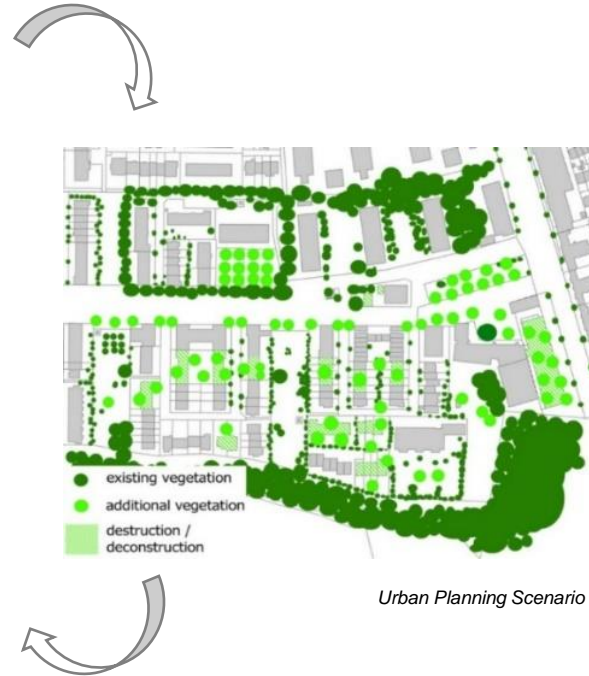 existing vegetation
additional vegetation
destruction /
deconstruction
Urban Planning Scenario